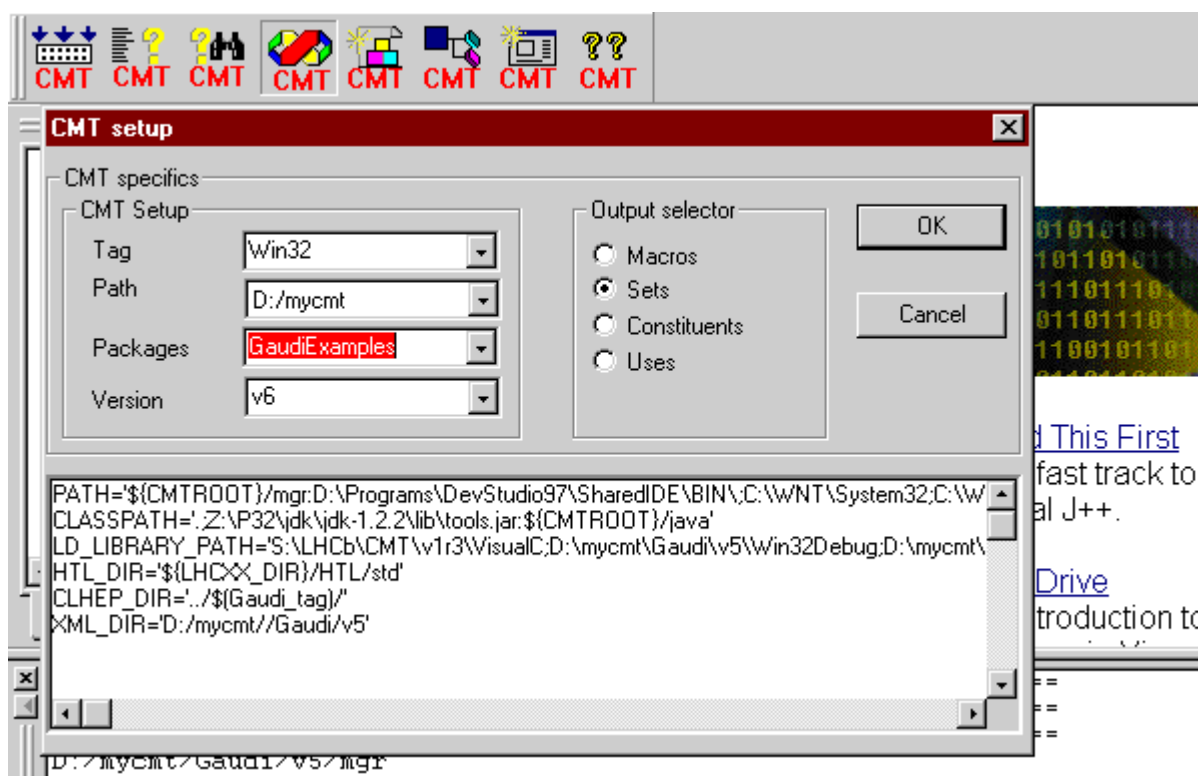 CMT CMT CMT CMT CMT CMT CMT CMT
CMT setup
CMT specifics
CMT Setup
Tag Win32
Path D:/mycmt
Packages GaudiExamples
Version v6
Output selector
Macros
Sets
Constituents
Uses
OK
Cancel
PATH='${CMTROOT}/mgr:D:\Programs\DevStudio97\SharedIDE\BIN\;C:\WNT\System32;C:\W
CLASSPATH='.;Z:\P32\jdk\jdk-1.2.2\lib\tools.jar:${CMTROOT}/java'
LD_LIBRARY_PATH='S:\LHCb\CMT\v1r3\VisualC;D:\mycmt\Gaudi\v5\Win32Debug;D:\mycmt\
HTL_DIR='${LHCXX_DIR}/HTL/std'
CLHEP_DIR='../$(Gaudi_tag)/'
XML_DIR='D:/mycmt//Gaudi/v5'
d This First
fast track to
al J++.
Drive
troduction to
==
==
==
D:/mycmt/Gaudi/v5/mgr